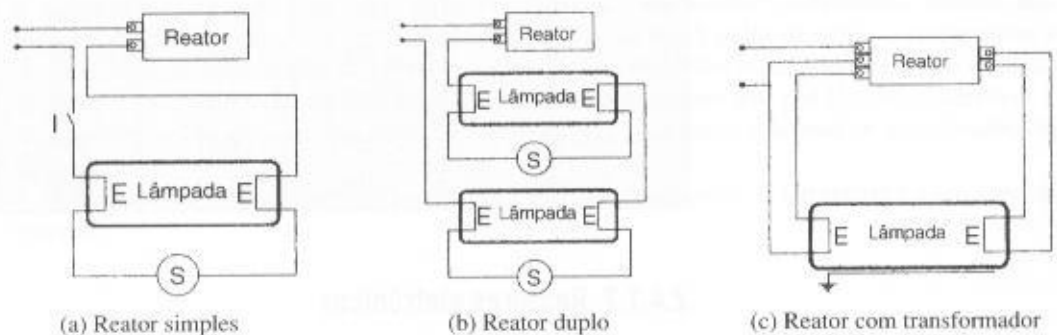 Reator
I
E Lâmpada E
S
(a) Reator simples
Reator
E Lâmpada E
S
E Lâmpada E
S
(b) Reator duplo
Reator
E Lâmpada E
(c) Reator com transformador